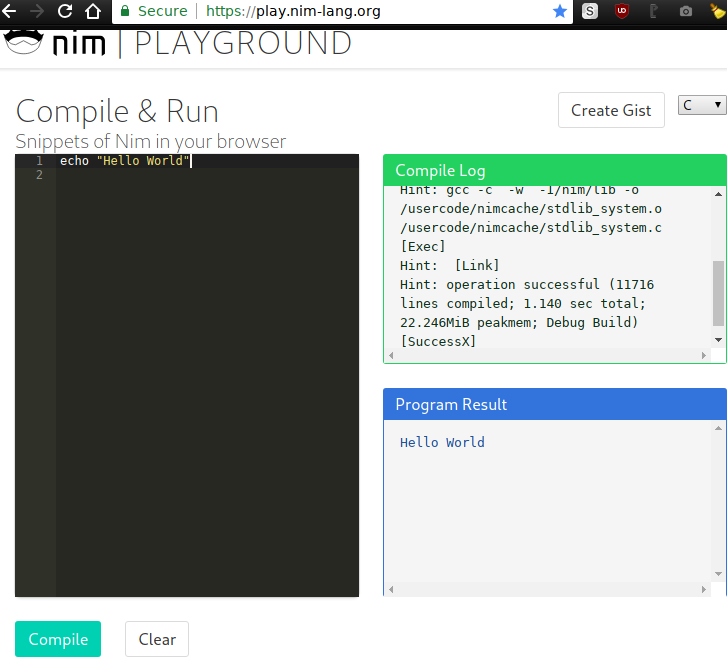 Secure https://play.nim-lang.org
S
UD
nim | PLAYGROUND
Compile & Run
Create Gist
C
Snippets of Nim in your browser
1 echo "Hello World"
2
Compile Log
Hint: gcc -c  -w  -I/nim/lib -o
/usercode/nimcache/stdlib_system.o
/usercode/nimcache/stdlib_system.c
[Exec]
Hint:  [Link]
Hint: operation successful (11716
lines compiled; 1.140 sec total;
22.246MiB peakmem; Debug Build)
[SuccessX]
Program Result
Hello World
Compile
Clear